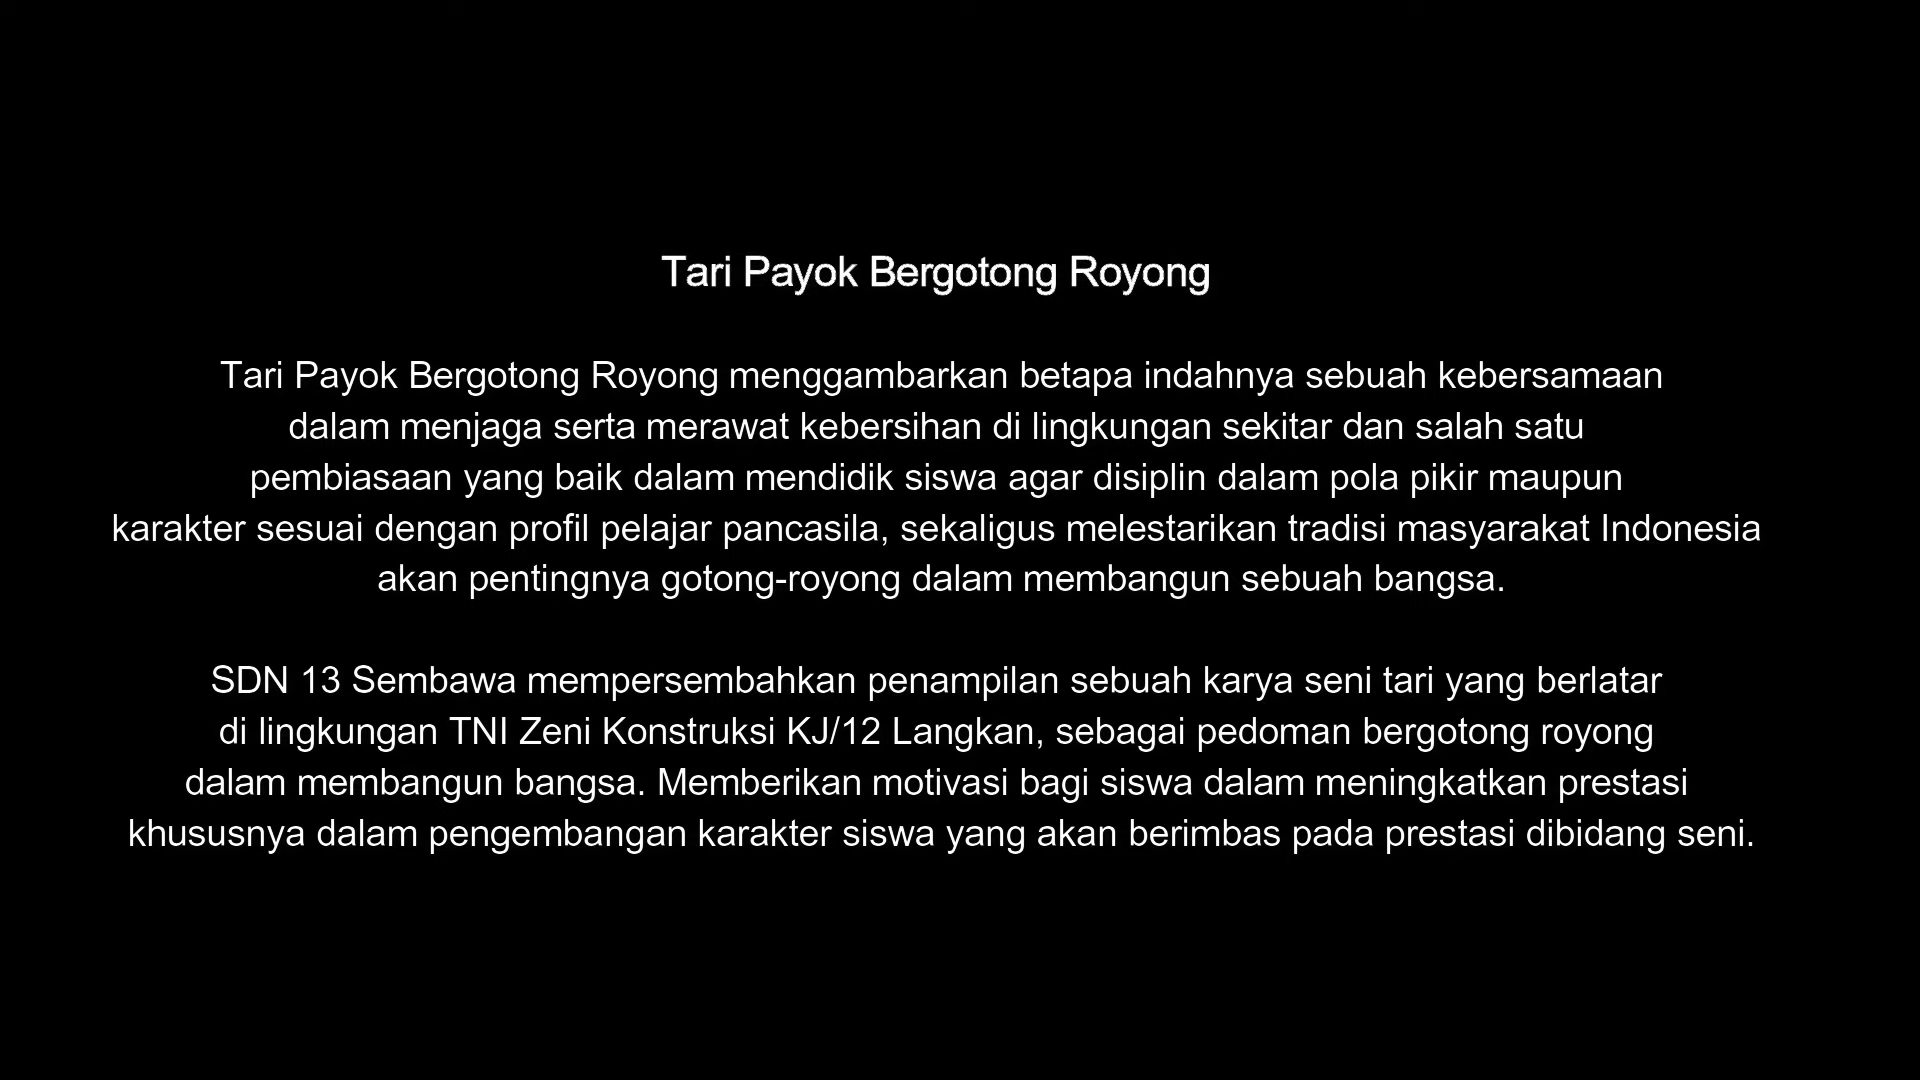 Tari Payok Bergotong Royong
Tari Payok Bergotong Royong menggambarkan betapa indahnya sebuah kebersamaan
dalam menjaga serta merawat kebersihan di lingkungan sekitar dan salah satu
pembiasaan yang baik dalam mendidik siswa agar disiplin dalam pola pikir maupun
karakter sesuai dengan profil pelajar pancasila, sekaligus melestarikan tradisi masyarakat Indonesia
akan pentingnya gotong-royong dalam membangun sebuah bangsa.
SDN 13 Sembawa mempersembahkan penampilan sebuah karya seni tari yang berlatar
di lingkungan TNI Zeni Konstruksi KJ/12 Langkan, sebagai pedoman bergotong royong
dalam membangun bangsa. Memberikan motivasi bagi siswa dalam meningkatkan prestasi
khususnya dalam pengembangan karakter siswa yang akan berimbas pada prestasi dibidang seni.